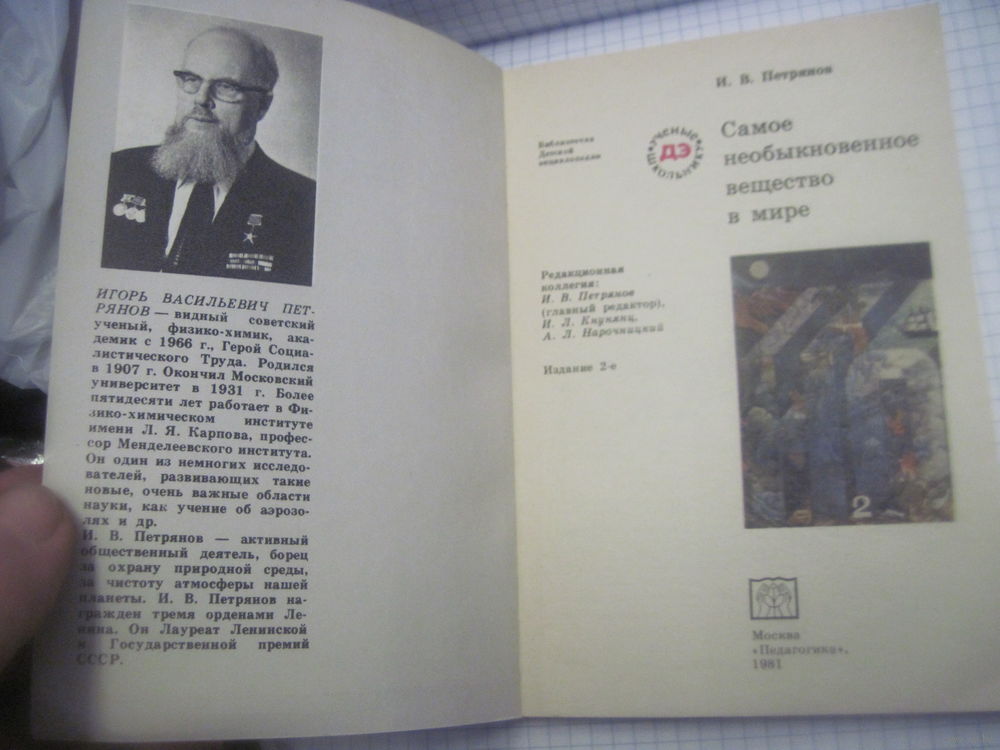 ИГОРЬ ВАСИЛЬЕВИЧ ПЕТ-
РЯНОВ — видный советский
ученый, физико-химик, ака-
демик с 1966 г., Герой Социа-
листического Труда. Родился
в 1907 г. Окончил Московский
университет в 1931 г. Более
пятидесяти лет работает в Фи-
зико-химическом институте
имени Л. Я. Карпова, профес-
сор Менделеевского института.
Он один из немногих исследо-
вателей, развивающих такие
новые, очень важные области
науки, как учение об аэрозо-
лях и др.
И. В. Петрянов — активный
общественный деятель, борец
за охрану природной среды,
за чистоту атмосферы нашей
планеты. И. В. Петрянов на-
гражден тремя орденами Ле-
нина. Он Лауреат Ленинской
и Государственной премий
СССР.
И. В. Петрянов
Библиотечка
Детской
энциклопедии
УЧЕНЫЕ
ШКОЛЬНИКУ
ДЭ
Самое
необыкновенное
вещество
в мире
Редакционная
коллегия:
И. В. Петрянов
(главный редактор),
И. Л. Кнунянц,
А. Л. Нарочницкий
Издание 2-е
2
Москва
«Педагогика»,
1981